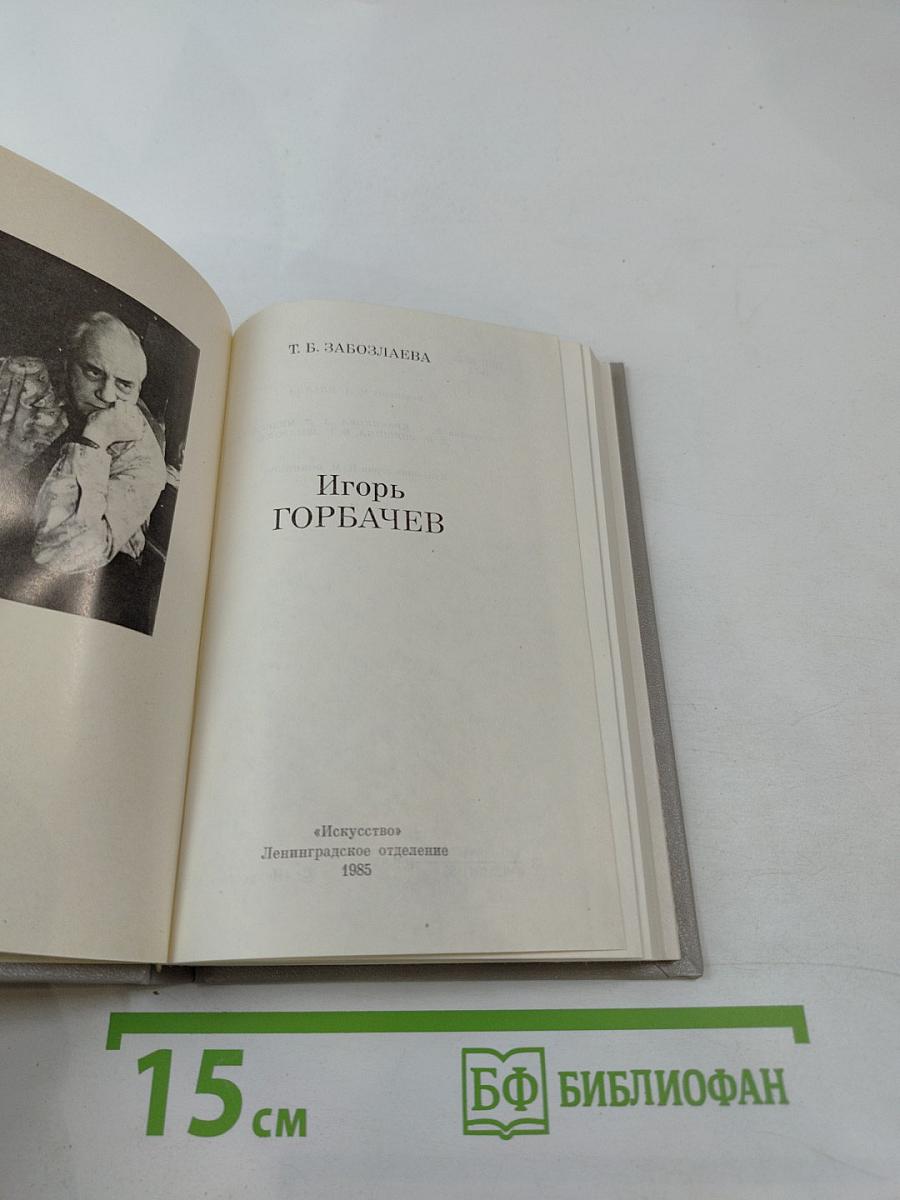 Т. Б. ЗАБОЗЛАЕВА
Игорь
ГОРБАЧЕВ
«Искусство»
Ленинградское отделение
1985
15 см
БФ БИБЛИОФАН